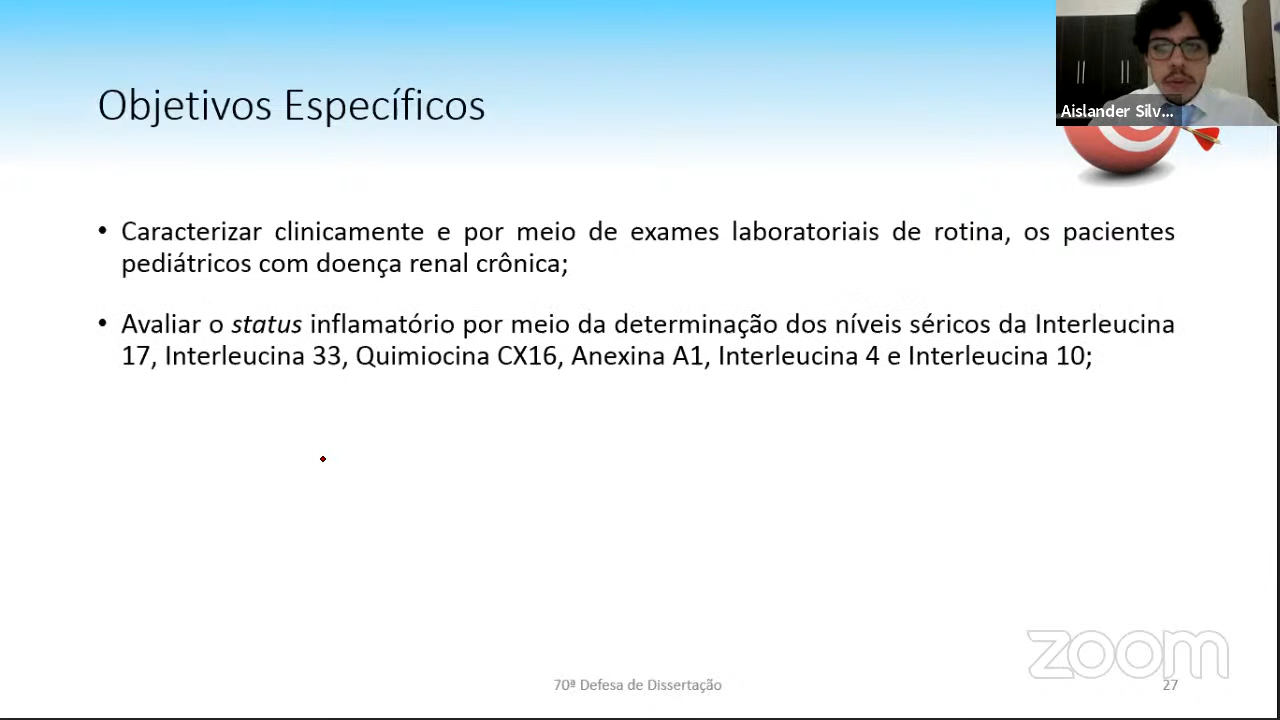 Aislander Silv...
Objetivos Específicos
• Caracterizar clinicamente e por meio de exames laboratoriais de rotina, os pacientes
pediátricos com doença renal crônica;
• Avaliar o status inflamatório por meio da determinação dos níveis séricos da Interleucina
17, Interleucina 33, Quimiocina CX16, Anexina A1, Interleucina 4 e Interleucina 10;
zoom
70ª Defesa de Dissertação
27